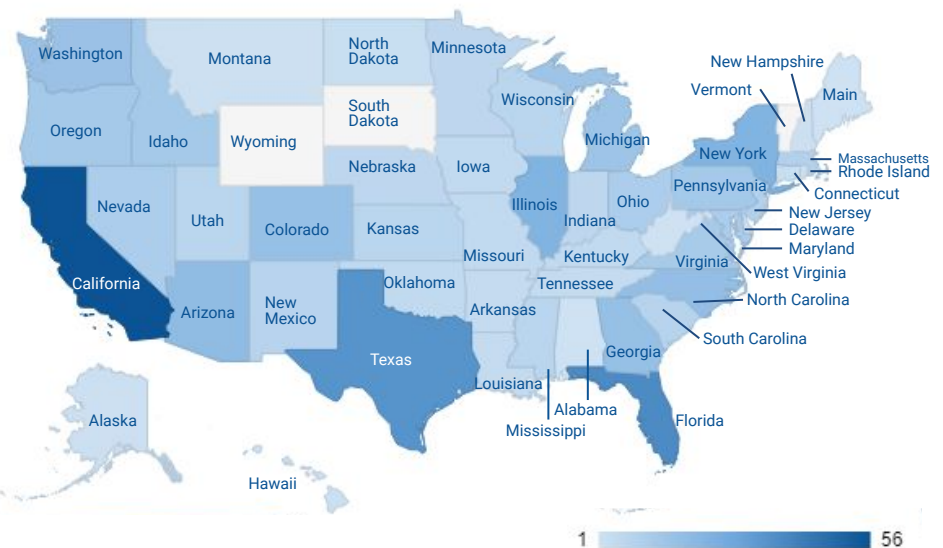 Washington
Montana
North
Dakota
Minnesota
New Hampshire
Vermont
Main
Oregon
Idaho
Wyoming
South
Dakota
Wisconsin
Michigan
New York
Massachusetts
Rhode Island
Connecticut
Nebraska
Iowa
Pennsylvania
Nevada
Utah
Colorado
Kansas
Illinois
Indiana
Ohio
New Jersey
Delaware
Maryland
California
Missouri
Kentucky
Virginia
West Virginia
Arizona
New
Mexico
Oklahoma
Arkansas
Tennessee
North Carolina
South Carolina
Texas
Georgia
Louisiana
Alabama
Mississippi
Florida
Alaska
Hawaii
1 56